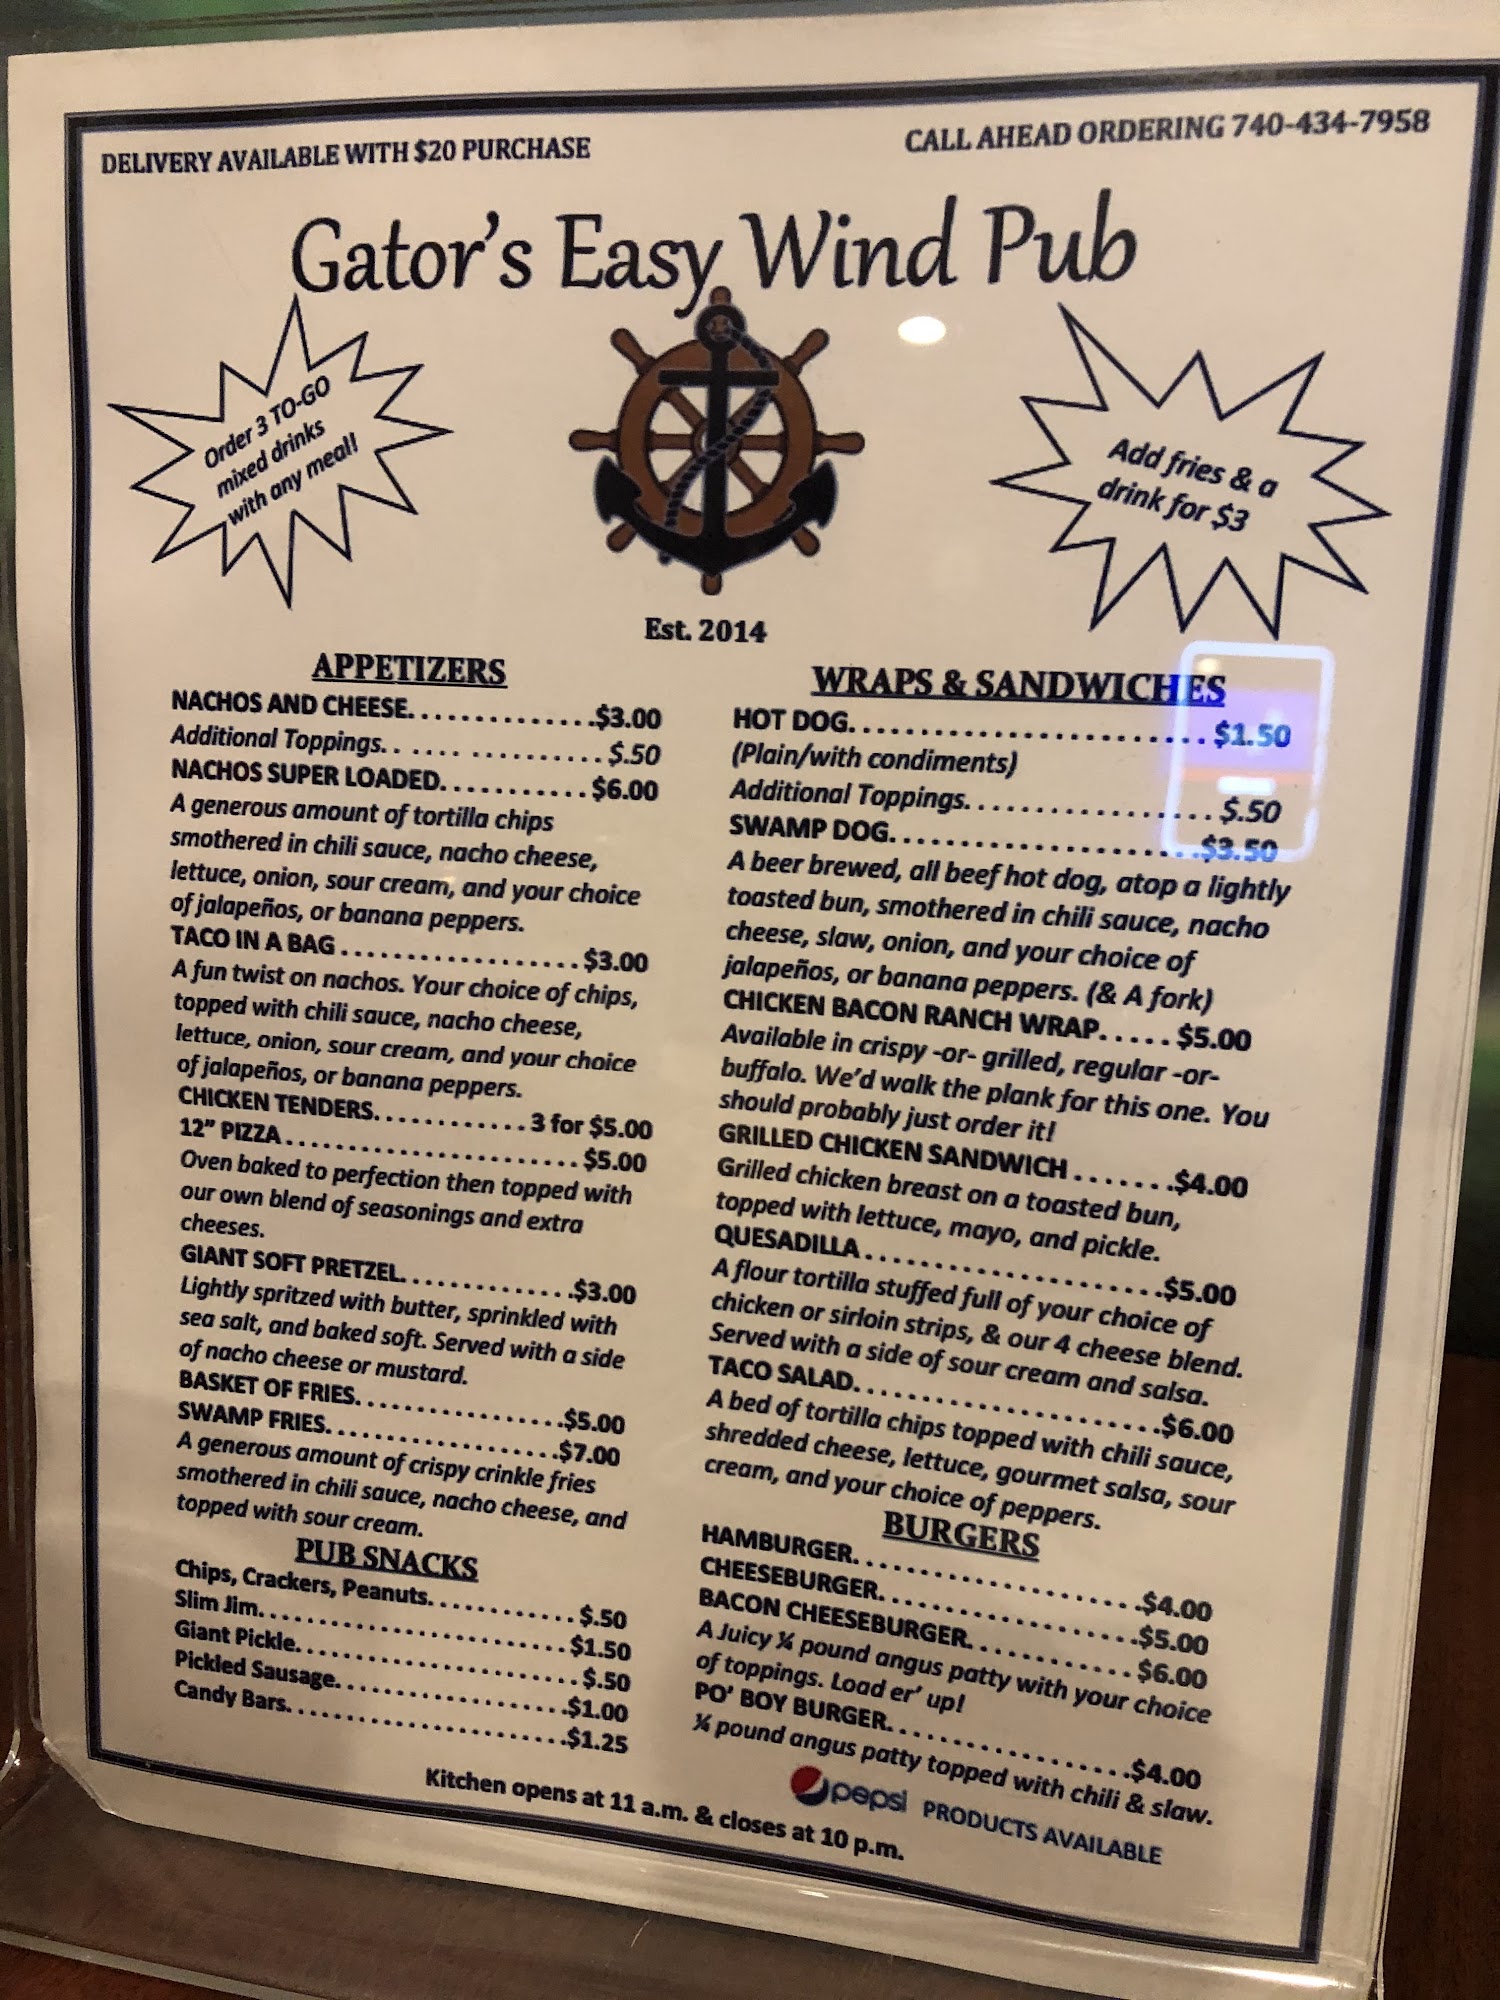 DELIVERY AVAILABLE WITH $20 PURCHASE
CALL AHEAD ORDERING 740-434-7958
Gator's Easy Wind Pub
Order 3 TO-GO
mixed drinks
with any meal!
Add fries & a
drink for $3
Est. 2014
APPETIZERS
NACHOS AND CHEESE..............$3.00
Additional Toppings.. .... ..........$.50
NACHOS SUPER LOADED...........$6.00
A generous amount of tortilla chips
smothered in chili sauce, nacho cheese,
lettuce, onion, sour cream, and your choice
of jalapeños, or banana peppers.
TACO IN A BAG..................$3.00
A fun twist on nachos. Your choice of chips,
topped with chili sauce, nacho cheese,
lettuce, onion, sour cream, and your choice
of jalapeños, or banana peppers.
CHICKEN TENDERS............3 for $5.00
12" PIZZA......................$5.00
Oven baked to perfection then topped with
our own blend of seasonings and extra
cheeses.
GIANT SOFT PRETZEL.............$3.00
Lightly spritzed with butter, sprinkled with
sea salt, and baked soft. Served with a side
of nacho cheese or mustard.
BASKET OF FRIES................$5.00
SWAMP FRIES..................$7.00
A generous amount of crispy crinkle fries
smothered in chili sauce, nacho cheese, and
topped with sour cream.
PUB SNACKS
Chips, Crackers, Peanuts...........$.50
Slim Jim.......................$1.50
Giant Pickle.....................$.50
Pickled Sausage.................$1.00
Candy Bars.....................$1.25
WRAPS & SANDWICHES
HOT DOG.........................$1.50
(Plain/with condiments)
Additional Toppings..................$.50
SWAMP DOG......................$3.50
A beer brewed, all beef hot dog, atop a lightly
toasted bun, smothered in chili sauce, nacho
cheese, slaw, onion, and your choice of
jalapeños, or banana peppers. (& A fork)
CHICKEN BACON RANCH WRAP.....$5.00
Available in crispy -or- grilled, regular -or-
buffalo. We'd walk the plank for this one. You
should probably just order it!
GRILLED CHICKEN SANDWICH.......$4.00
Grilled chicken breast on a toasted bun,
topped with lettuce, mayo, and pickle.
QUESADILLA.....................$5.00
A flour tortilla stuffed full of your choice of
chicken or sirloin strips, & our 4 cheese blend.
Served with a side of sour cream and salsa.
TACO SALAD.....................$6.00
A bed of tortilla chips topped with chili sauce,
shredded cheese, lettuce, gourmet salsa, sour
cream, and your choice of peppers.
BURGERS
HAMBURGER....................$4.00
CHEESEBURGER..................$5.00
BACON CHEESEBURGER...........$6.00
A Juicy ¼ pound angus patty with your choice
of toppings. Load er' up!
PO' BOY BURGER.................$4.00
¼ pound angus patty topped with chili & slaw.
pepsi PRODUCTS AVAILABLE
Kitchen opens at 11 a.m. & closes at 10 p.m.